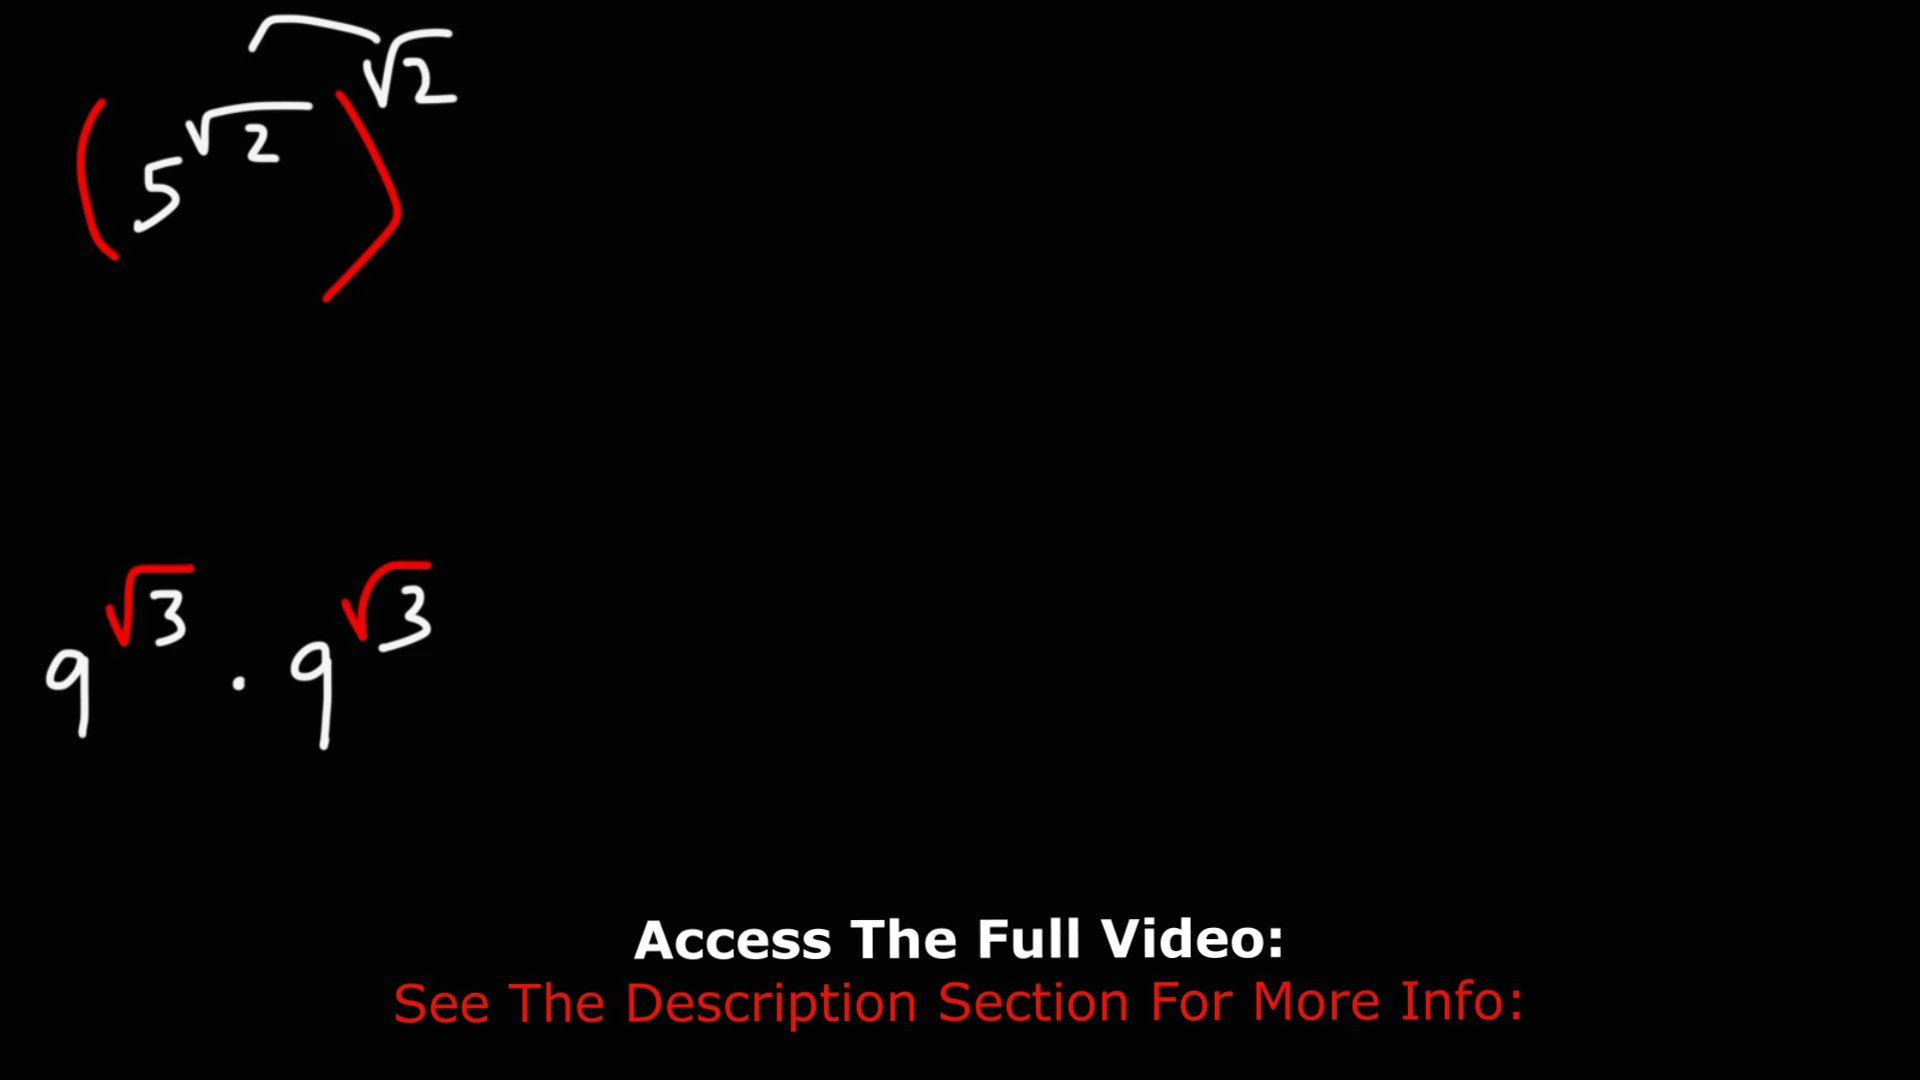 (5^√2)^√2
9^√3 · 9^√3
Access The Full Video:
See The Description Section For More Info: